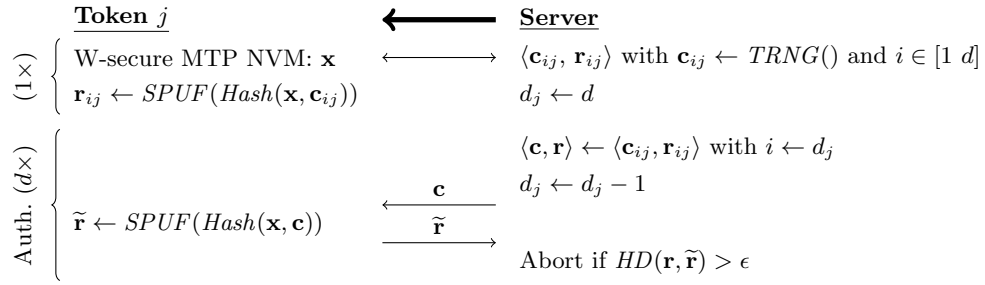 Token j Server
(1×) W-secure MTP NVM: x ⟨c_ij, r_ij⟩ with c_ij ← TRNG() and i ∈ [1 d]
r_ij ← SPUF(Hash(x, c_ij)) d_j ← d
⟨c, r⟩ ← ⟨c_ij, r_ij⟩ with i ← d_j
d_j ← d_j − 1
c
Auth. (d×) r̃ ← SPUF(Hash(x, c)) r̃
Abort if HD(r, r̃) > ϵ